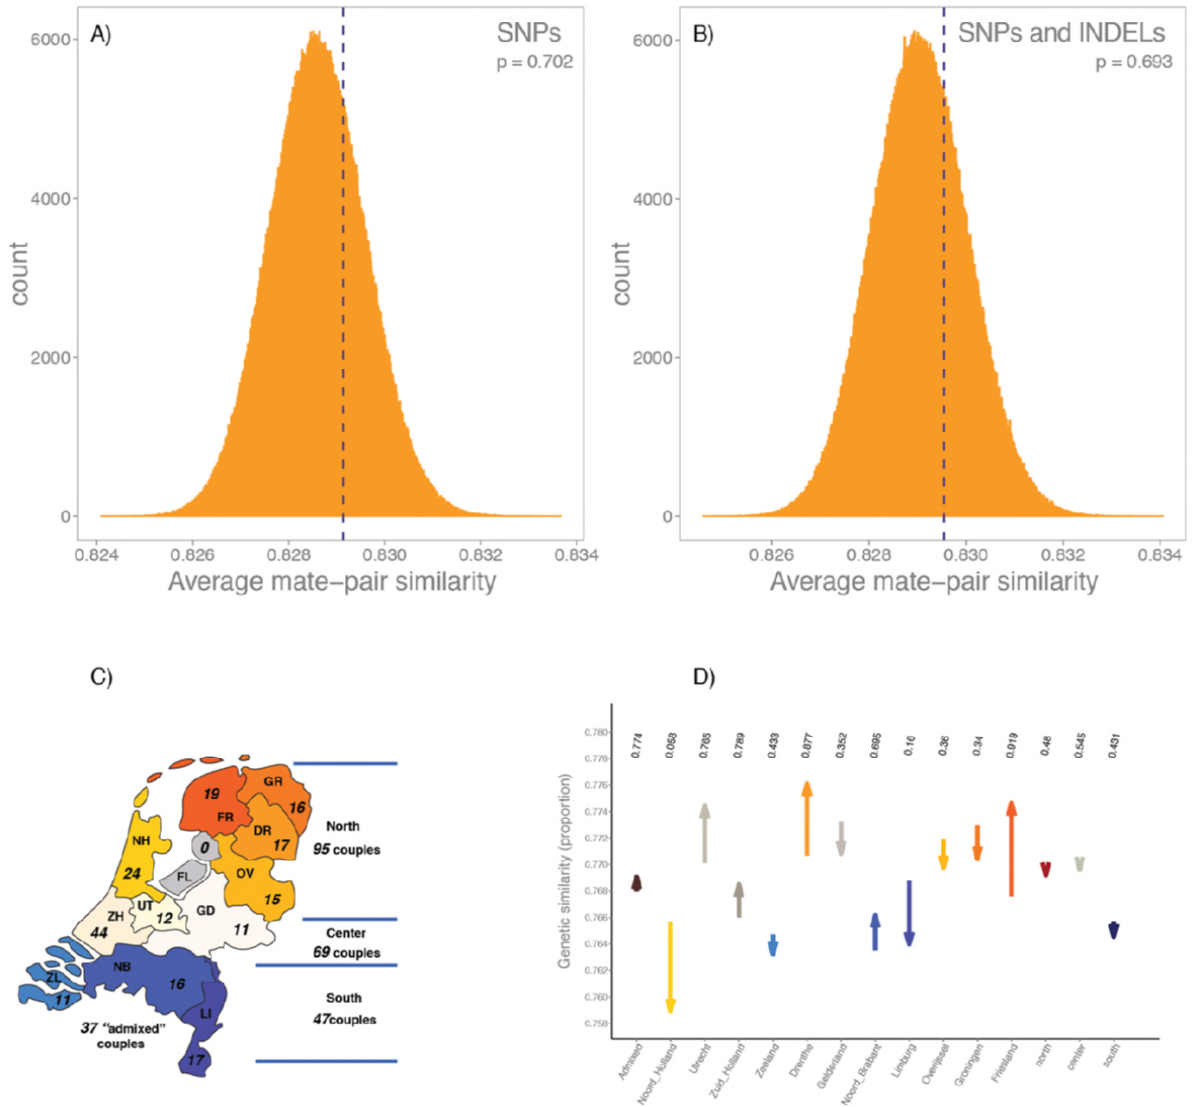 A)
SNPs
p = 0.702
6000
4000
2000
0
count
0.824 0.826 0.828 0.830 0.832 0.834
Average mate-pair similarity
B)
SNPs and INDELs
p = 0.693
6000
4000
2000
0
count
0.826 0.828 0.830 0.832 0.834
Average mate-pair similarity
C)
GR
19
16
FR
DR
17
NH
0
OV
FL
24
15
UT
ZH
12
GD
44
11
NB
ZL
16
11
LI
17
North
95 couples
Center
69 couples
South
47couples
37 "admixed"
couples
D)
Genetic similarity (proportion)
0.780
0.778
0.776
0.774
0.772
0.770
0.768
0.766
0.764
0.762
0.760
0.758
0.774 0.058 0.765 0.789 0.433 0.877 0.352 0.695 0.16 0.36 0.34 0.919 0.46 0.545 0.431
Admixed Noord_Holland Utrecht Zuid_Holland Zeeland Drenthe Gelderland Noord_Brabant Limburg Overijssel Groningen Friesland north center south